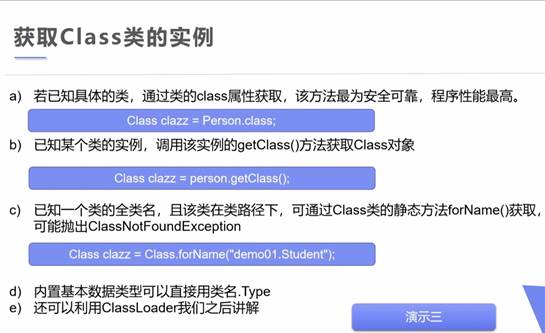 获取Class类的实例
a) 若已知具体的类，通过类的class属性获取，该方法最为安全可靠，程序性能最高。
Class clazz = Person.class;
b) 已知某个类的实例，调用该实例的getClass()方法获取Class对象
Class clazz = person.getClass();
c) 已知一个类的全类名，且该类在类路径下，可通过Class类的静态方法forName()获取，
可能抛出ClassNotFoundException
Class clazz = Class.forName("demo01.Student");
d) 内置基本数据类型可以直接用类名.Type
e) 还可以利用ClassLoader我们之后讲解
演示三